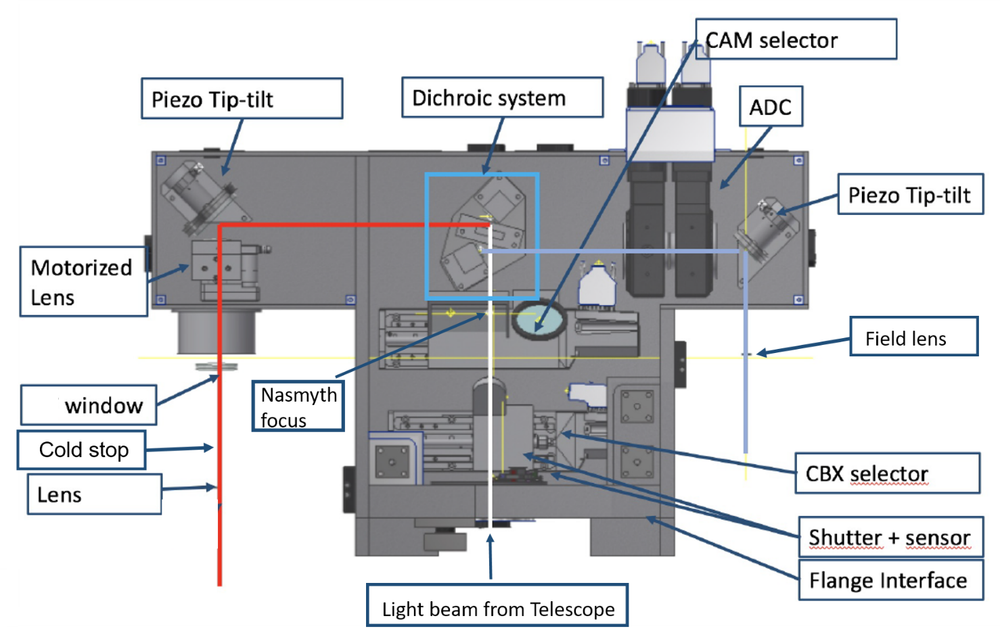 CAM selector
Piezo Tip-tilt
Dichroic system
ADC
Piezo Tip-tilt
Motorized
Lens
Field lens
window
Nasmyth
focus
Cold stop
CBX selector
Lens
Shutter + sensor
Flange Interface
Light beam from Telescope